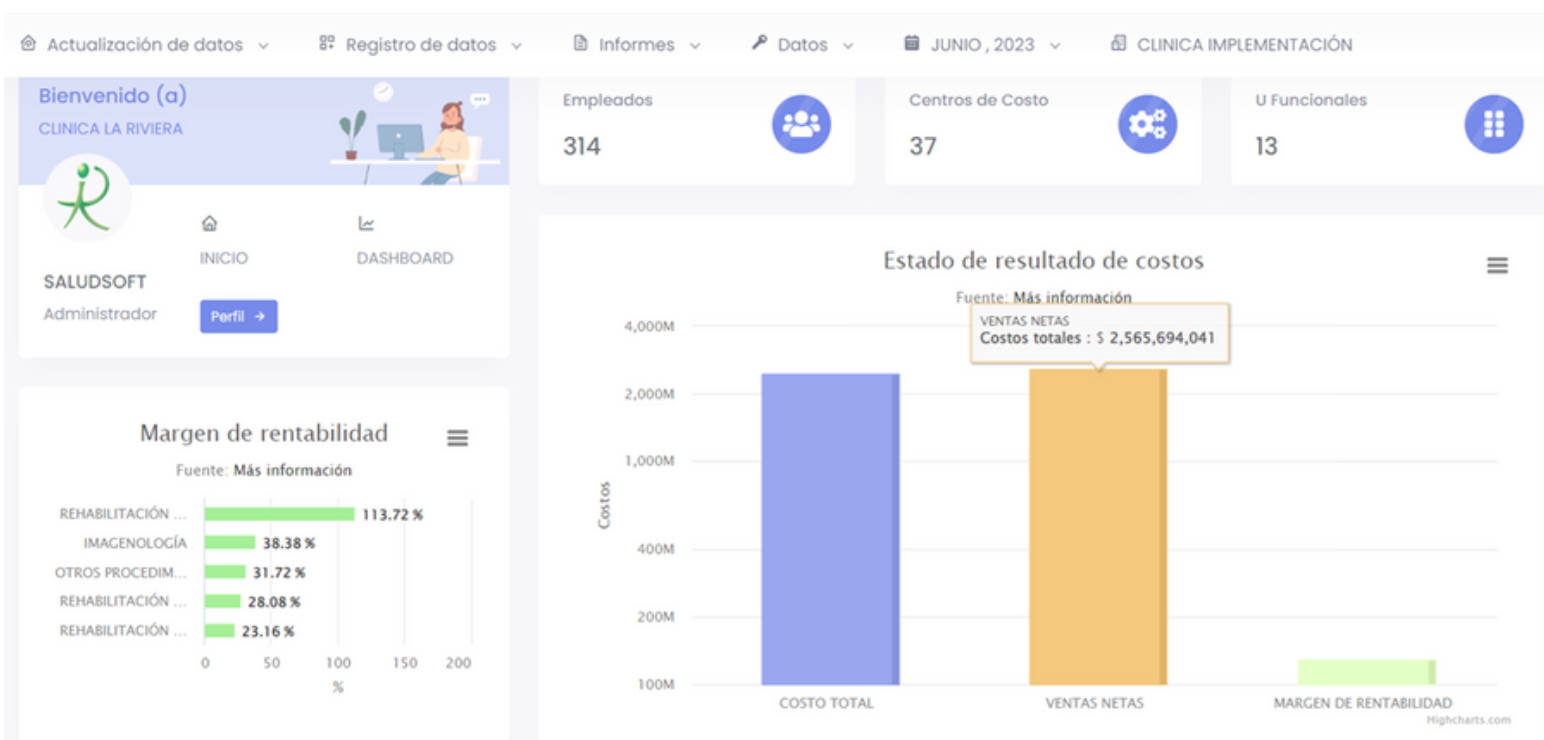 Actualización de datos
Registro de datos
Informes
Datos
JUNIO , 2023
CLINICA IMPLEMENTACIÓN
Bienvenido (a)
CLINICA LA RIVIERA
SALUDSOFT
Administrador
INICIO
DASHBOARD
Perfil →
Empleados
314
Centros de Costo
37
U Funcionales
13
Margen de rentabilidad
Fuente: Más información
REHABILITACIÓN ... 113.72 %
IMAGENOLOGÍA 38.38 %
OTROS PROCEDIM... 31.72 %
REHABILITACIÓN ... 28.08 %
REHABILITACIÓN ... 23.16 %
0 50 100 150 200
%
Estado de resultado de costos
Fuente: Más información
VENTAS NETAS
Costos totales : $ 2,565,694,041
4,000M
2,000M
1,000M
400M
200M
100M
Costos
COSTO TOTAL
VENTAS NETAS
MARGEN DE RENTABILIDAD
Highcharts.com